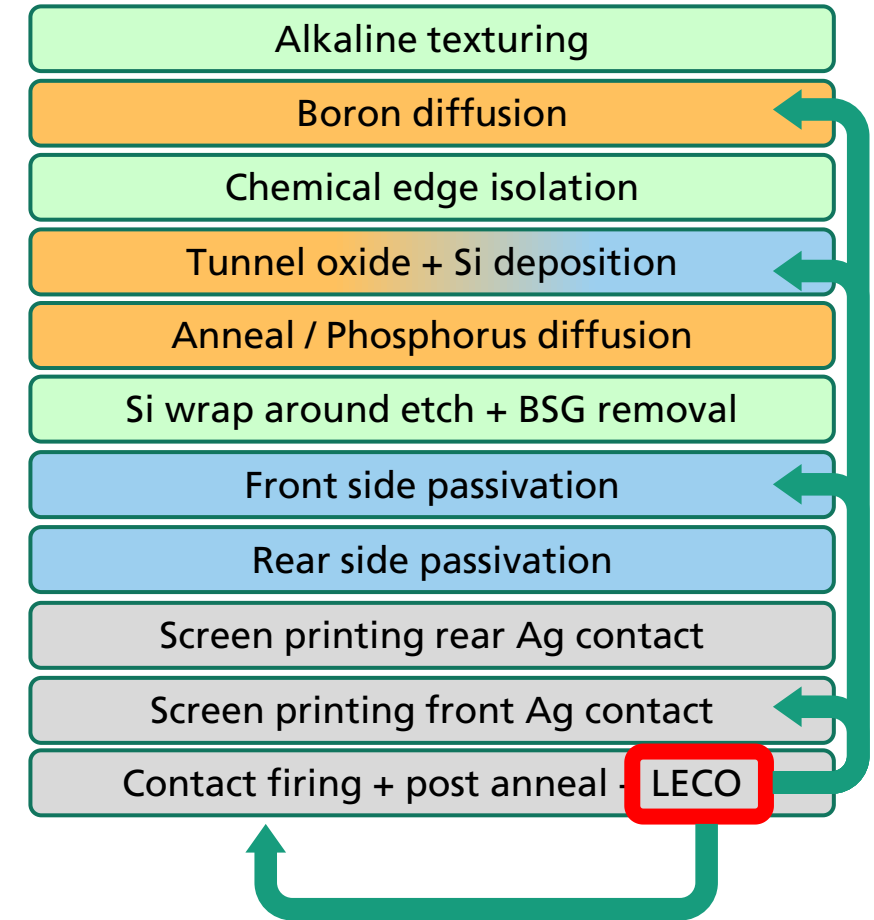 Alkaline texturing
Boron diffusion
Chemical edge isolation
Tunnel oxide + Si deposition
Anneal / Phosphorus diffusion
Si wrap around etch + BSG removal
Front side passivation
Rear side passivation
Screen printing rear Ag contact
Screen printing front Ag contact
Contact firing + post anneal + LECO